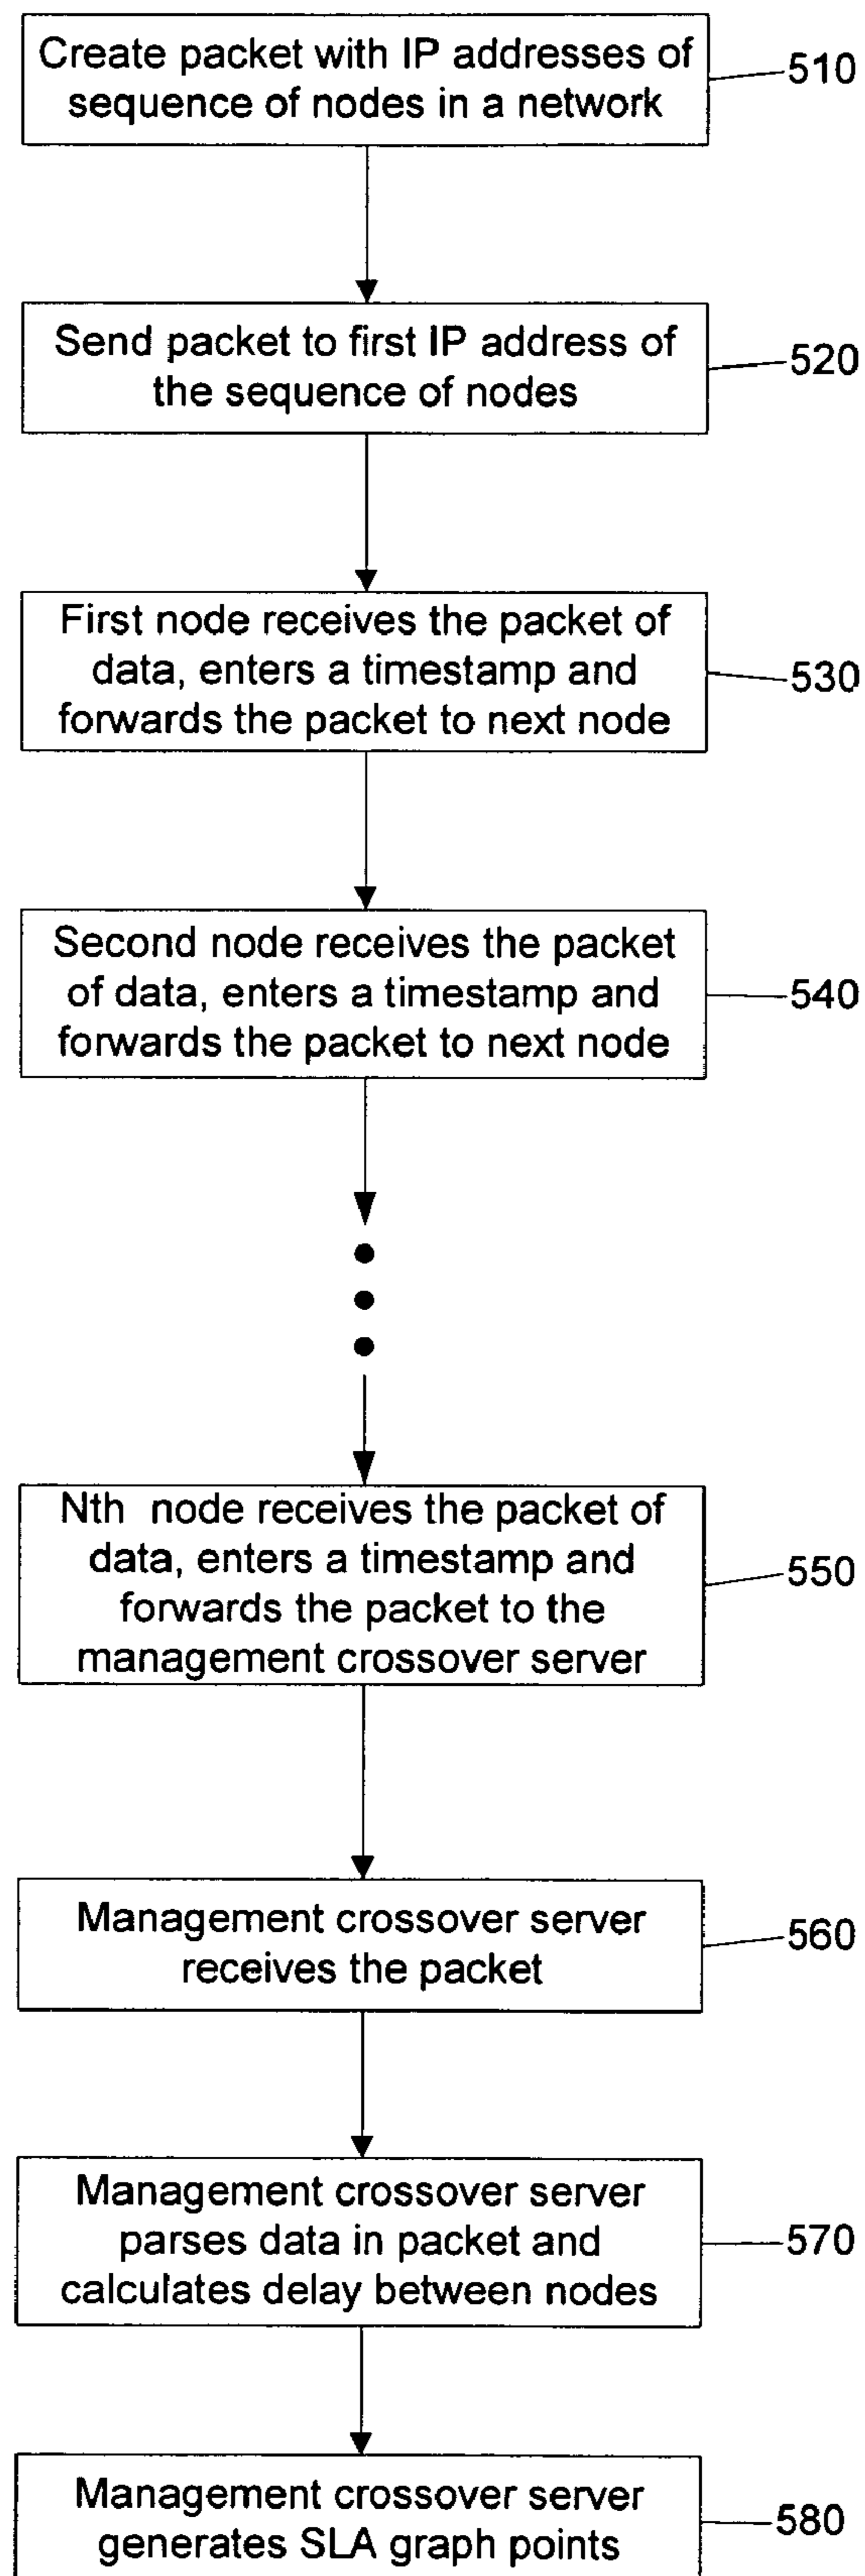 Create packet with IP addresses of
sequence of nodes in a network
510
Send packet to first IP address of
the sequence of nodes
520
First node receives the packet of
data, enters a timestamp and
forwards the packet to next node
530
Second node receives the packet
of data, enters a timestamp and
forwards the packet to next node
540
Nth node receives the packet of
data, enters a timestamp and
forwards the packet to the
management crossover server
550
Management crossover server
receives the packet
560
Management crossover server
parses data in packet and
calculates delay between nodes
570
Management crossover server
generates SLA graph points
580